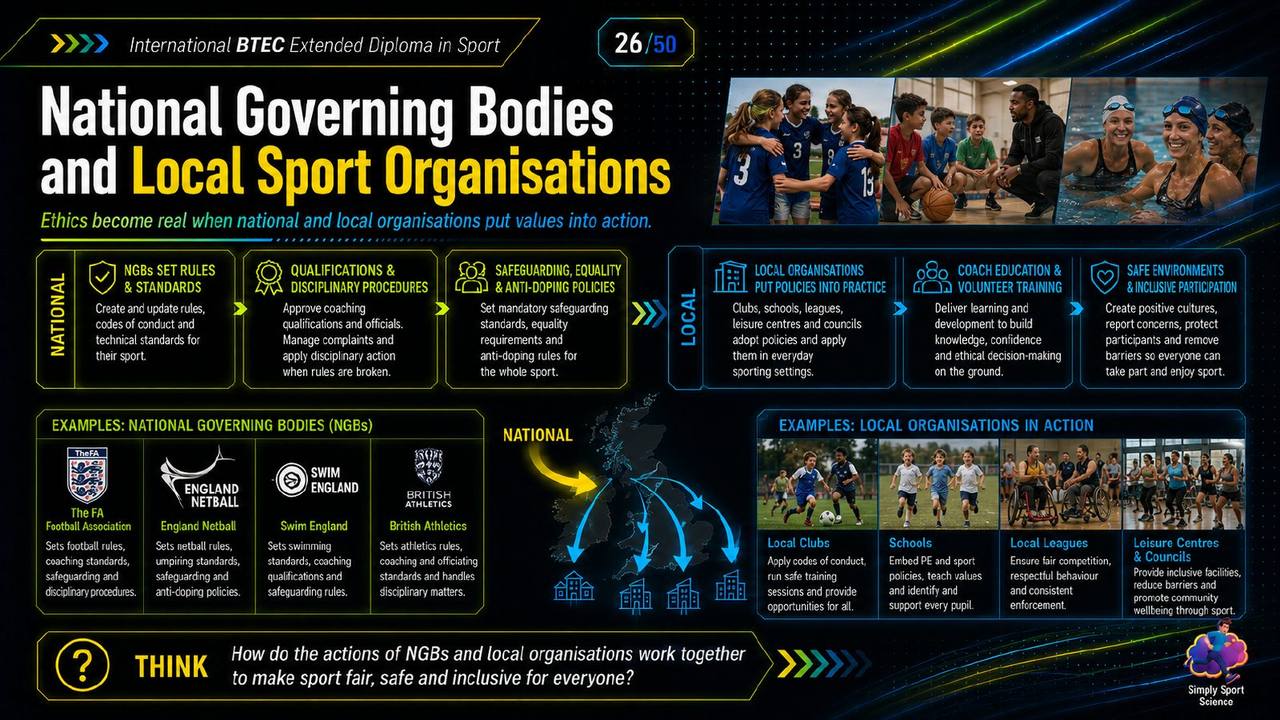 International BTEC Extended Diploma in Sport
26/50
National Governing Bodies
and Local Sport Organisations
Ethics become real when national and local organisations put values into action.
NATIONAL
NGBs SET RULES
& STANDARDS
Create and update rules,
codes of conduct and
technical standards for
their sport.
QUALIFICATIONS &
DISCIPLINARY PROCEDURES
Approve coaching
qualifications and officials.
Manage complaints and
apply disciplinary action
when rules are broken.
SAFEGUARDING, EQUALITY
& ANTI-DOPING POLICIES
Set mandatory safeguarding
standards, equality
requirements and
anti-doping rules for
the whole sport.
LOCAL
LOCAL ORGANISATIONS
PUT POLICIES INTO PRACTICE
Clubs, schools, leagues,
leisure centres and councils
adopt policies and apply
them in everyday
sporting settings.
COACH EDUCATION &
VOLUNTEER TRAINING
Deliver learning and
development to build
knowledge, confidence
and ethical decision-making
on the ground.
SAFE ENVIRONMENTS
& INCLUSIVE PARTICIPATION
Create positive cultures,
report concerns, protect
participants and remove
barriers so everyone can
take part and enjoy sport.
EXAMPLES: NATIONAL GOVERNING BODIES (NGBs)
TheFA
The FA
Football Association
Sets football rules,
coaching standards,
safeguarding and
disciplinary procedures.
ENGLAND
NETBALL
England Netball
Sets netball rules,
umpiring standards,
safeguarding and
anti-doping policies.
SWIM
ENGLAND
Swim England
Sets swimming
standards, coaching
qualifications and
safeguarding rules.
BRITISH
ATHLETICS
British Athletics
Sets athletics rules,
coaching and officiating
standards and handles
disciplinary matters.
NATIONAL
EXAMPLES: LOCAL ORGANISATIONS IN ACTION
Local Clubs
Apply codes of conduct,
run safe training
sessions and provide
opportunities for all.
Schools
Embed PE and sport
policies, teach values
and identify and
support every pupil.
Local Leagues
Ensure fair competition,
respectful behaviour
and consistent
enforcement.
Leisure Centres
& Councils
Provide inclusive facilities,
reduce barriers and
promote community
wellbeing through sport.
?
THINK
How do the actions of NGBs and local organisations work together
to make sport fair, safe and inclusive for everyone?
Simply Sport
Science
3
3
8
13